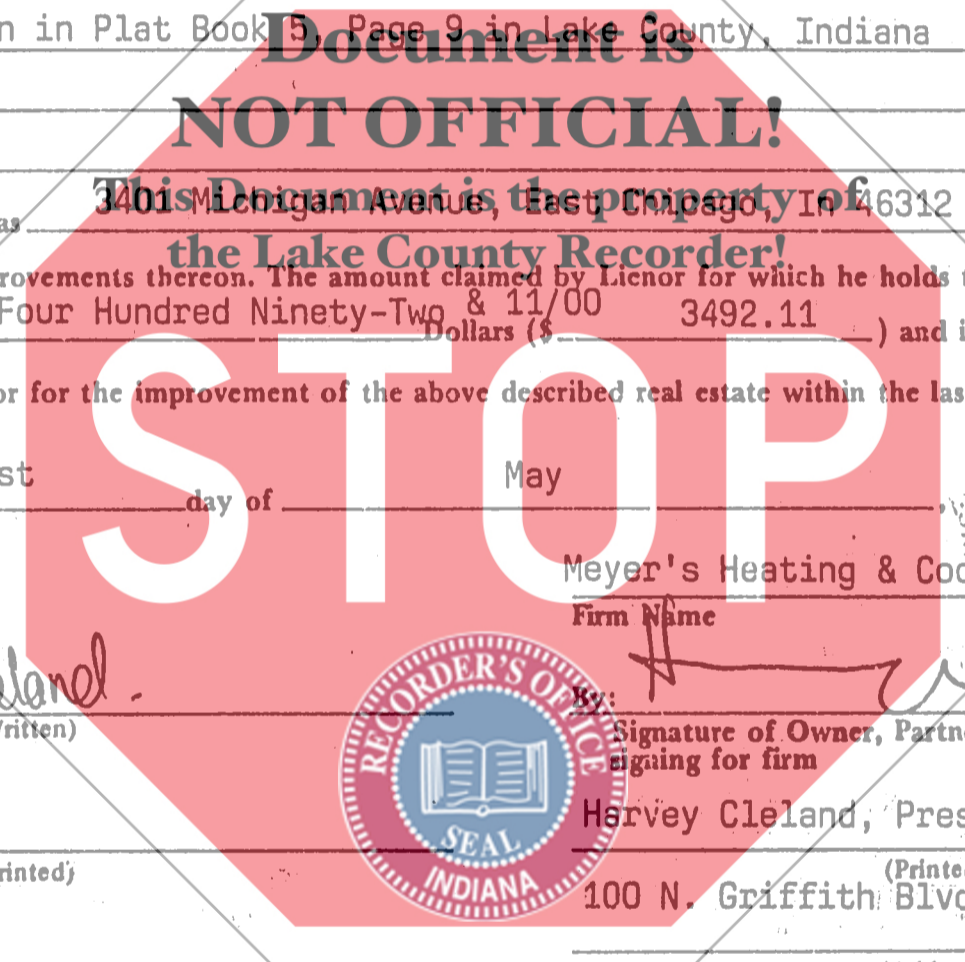 n in Plat Book 5, Page 9 in Lake County, Indiana
Document is
NOT OFFICIAL!
This Document is the property of
3401 Michigan Avenue, East Chicago, In 46312
as
the Lake County Recorder!
rovements thereon. The amount claimed by Lienor for which he holds
Four Hundred Ninety-Two & 11/00 Dollars ($ 3492.11 ) and i
or for the improvement of the above described real estate within the las
STOP
st day of May
Meyer's Heating & Coo
Firm Name
eland.
By:
ritten)
Signature of Owner, Partn
signing for firm
RECORDER'S OFFICE
SEAL
INDIANA
Harvey Cleland, Pres
rinted)
(Printe
100 N. Griffith Blvd